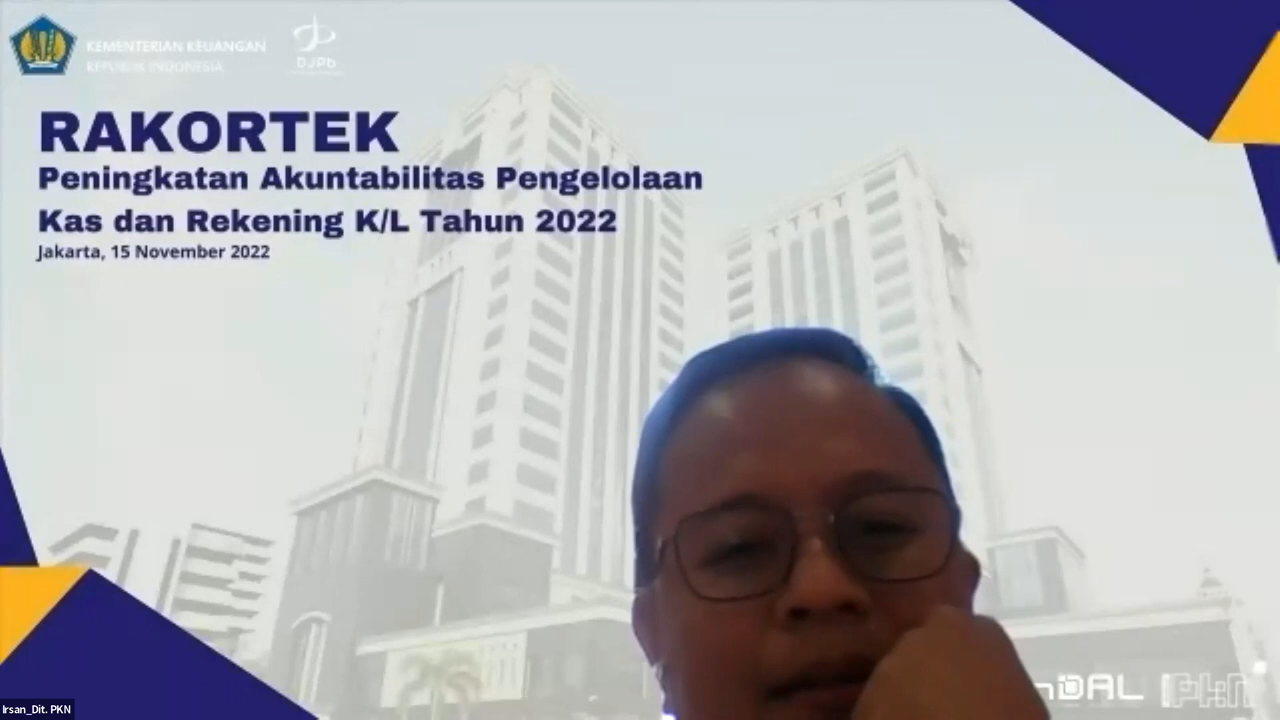 KEMENTERIAN KEUANGAN
REPUBLIK INDONESIA
DJPb
RAKORTEK
Peningkatan Akuntabilitas Pengelolaan
Kas dan Rekening K/L Tahun 2022
Jakarta, 15 November 2022
Irsan_Dit. PKN